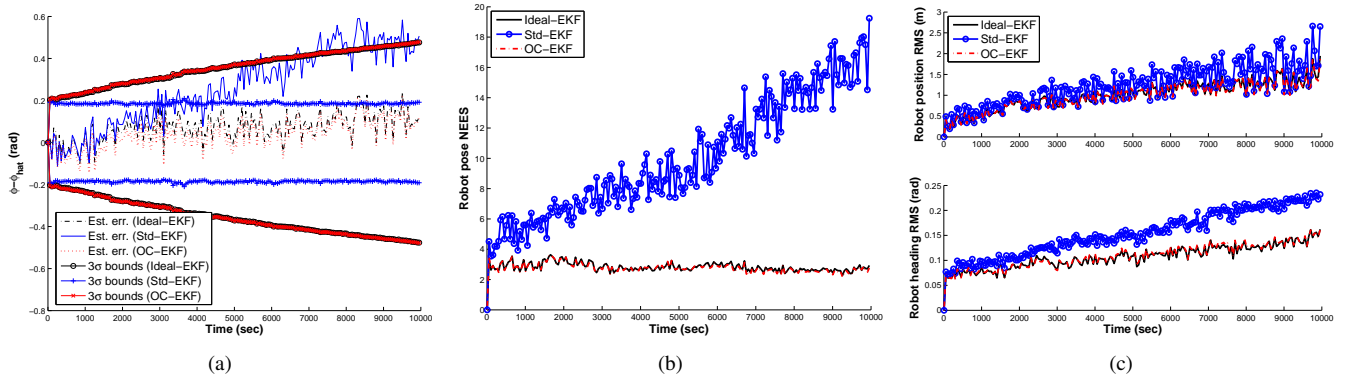 0.6
0.4
0.2
0
−0.2
−0.4
−0.6
−0.8
φ−φhat (rad)
Est. err. (Ideal−EKF)
Est. err. (Std−EKF)
Est. err. (OC−EKF)
3σ bounds (Ideal−EKF)
3σ bounds (Std−EKF)
3σ bounds (OC−EKF)
0 1000 2000 3000 4000 5000 6000 7000 8000 9000 10000
Time (sec)
(a)
20
18
16
14
12
10
8
6
4
2
0
Robot pose NEES
Ideal−EKF
Std−EKF
OC−EKF
0 1000 2000 3000 4000 5000 6000 7000 8000 9000 10000
Time (sec)
(b)
3
2.5
2
1.5
1
0.5
0
Robot position RMS (m)
Ideal−EKF
Std−EKF
OC−EKF
0 1000 2000 3000 4000 5000 6000 7000 8000 9000 10000
0.25
0.2
0.15
0.1
0.05
0
Robot heading RMS (rad)
0 1000 2000 3000 4000 5000 6000 7000 8000 9000 10000
Time (sec)
(c)